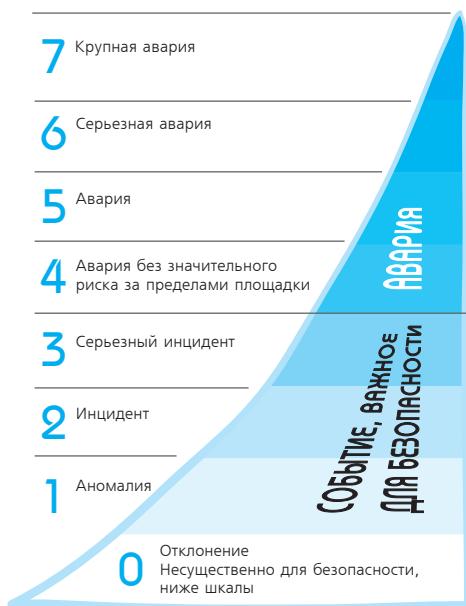 7 Крупная авария
6 Серьезная авария
5 Авария
4 Авария без значительного
риска за пределами площадки
3 Серьезный инцидент
2 Инцидент
1 Аномалия
0 Отклонение
Несущественно для безопасности,
ниже шкалы
АВАРИЯ
СОБЫТИЕ, ВАЖНОЕ
ДЛЯ БЕЗОПАСНОСТИ